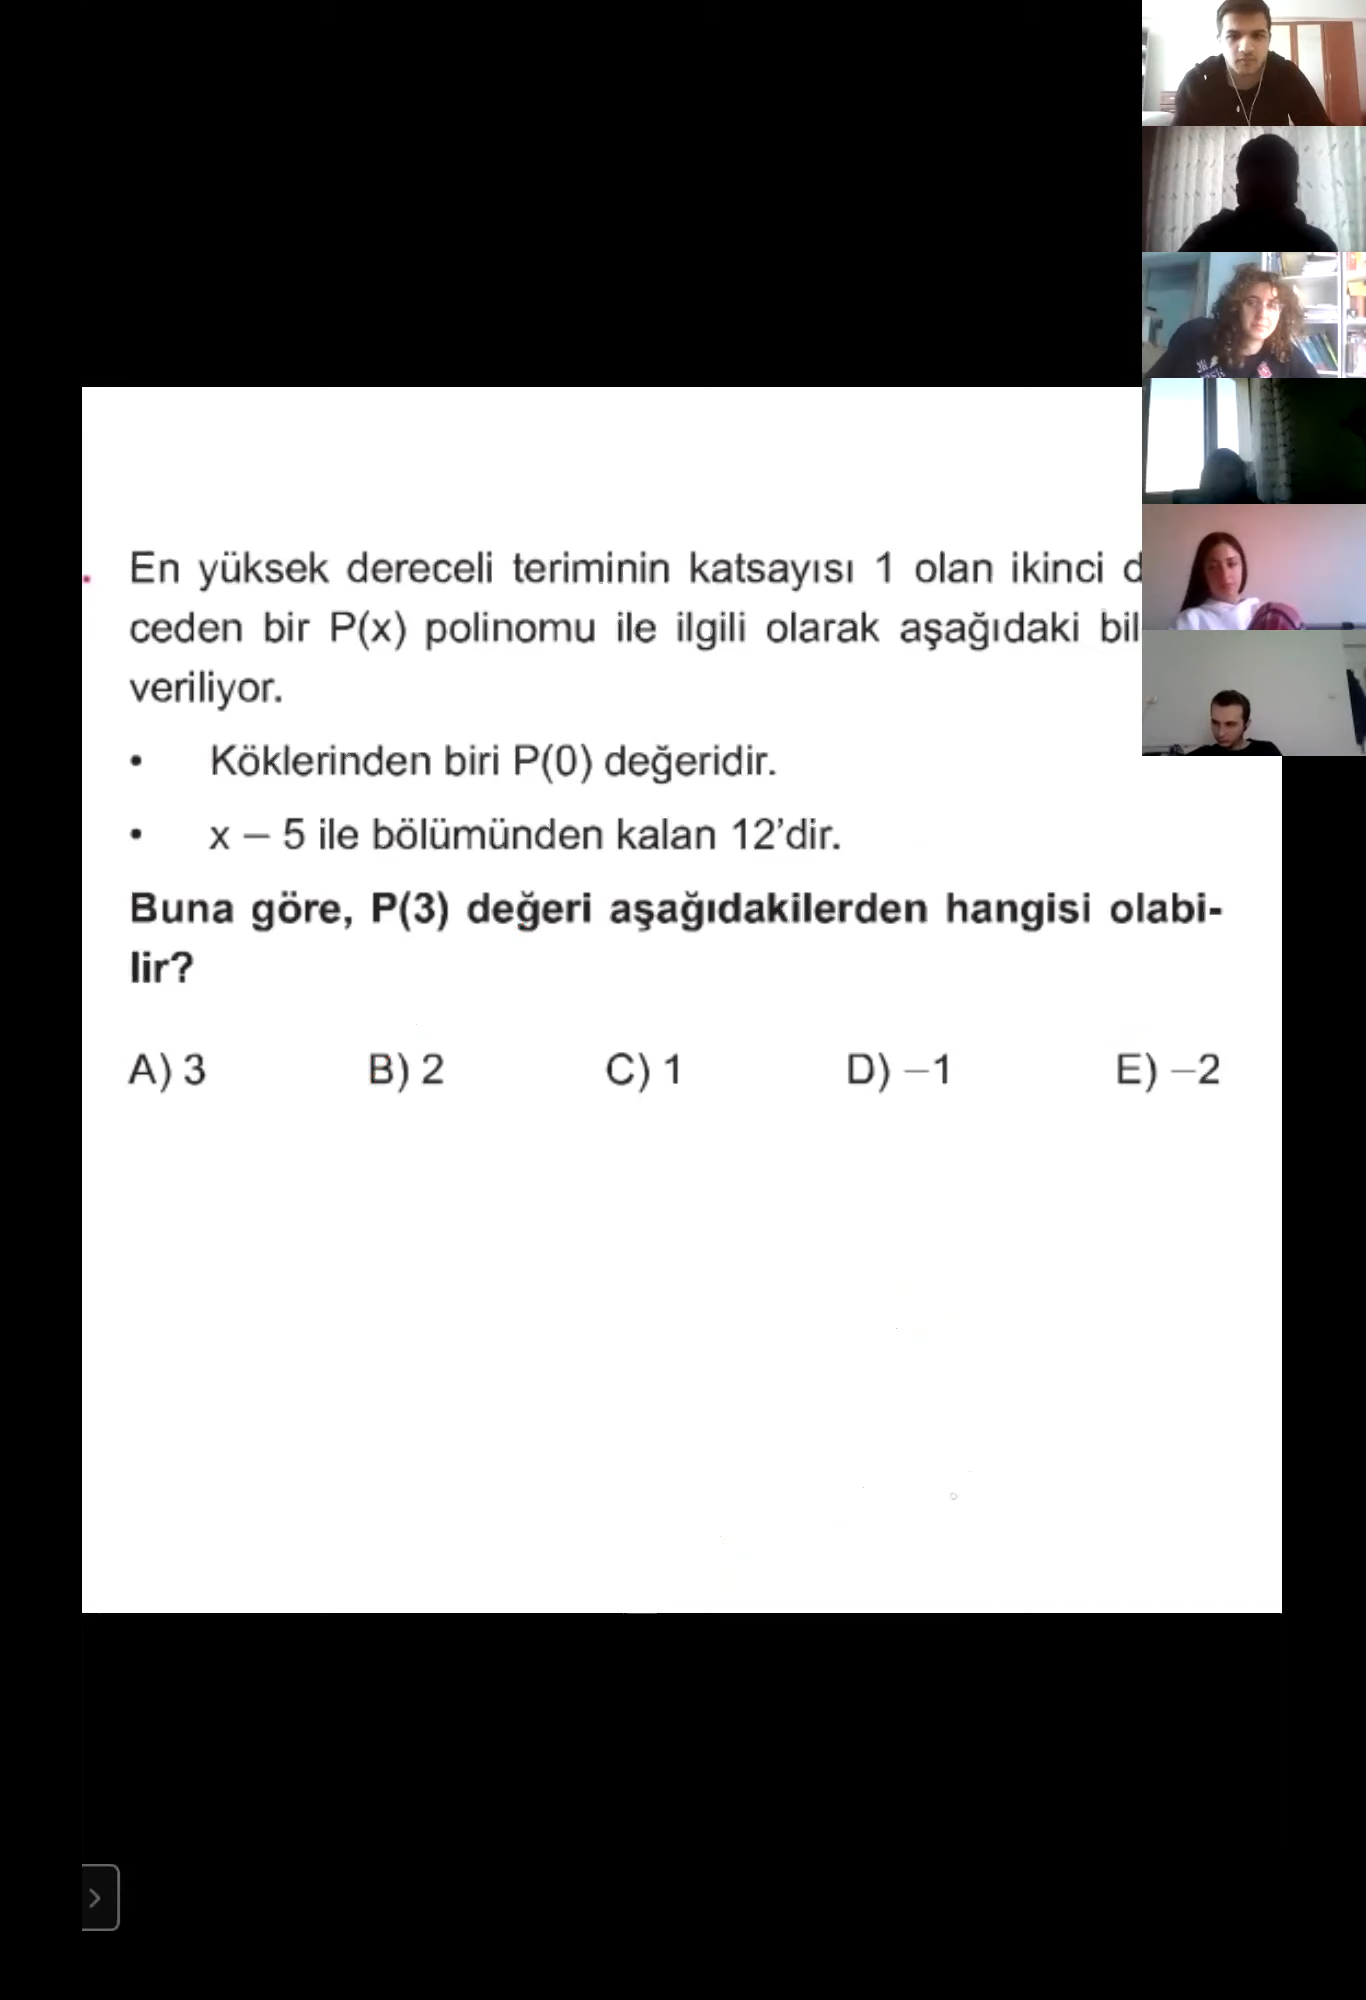 En yüksek dereceli teriminin katsayısı 1 olan ikinci
ceden bir P(x) polinomu ile ilgili olarak aşağıdaki
veriliyor.
• Köklerinden biri P(0) değeridir.
• x – 5 ile bölümünden kalan 12'dir.
Buna göre, P(3) değeri aşağıdakilerden hangisi olabi-
lir?
A) 3 B) 2 C) 1 D) –1 E) –2